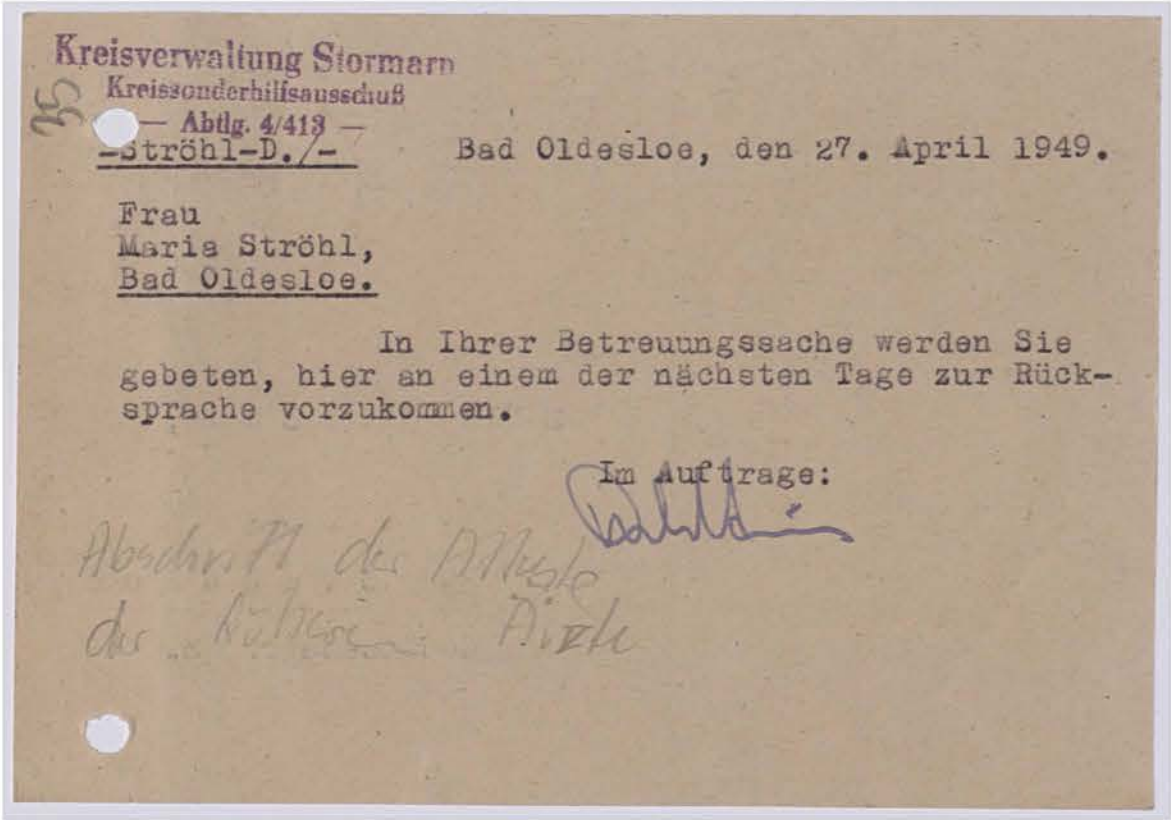 Kreisverwaltung Stormarn
Kreissonderhilfsausschuß
— Abtlg. 4/413 —
-Ströhl-D./- Bad Oldesloe, den 27. April 1949.
Frau
Maria Ströhl,
Bad Oldesloe.
In Ihrer Betreuungssache werden Sie
gebeten, hier an einem der nächsten Tage zur Rück-
sprache vorzukommen.
Im Auftrage:
Abschrift der Atteste
der Ärzte